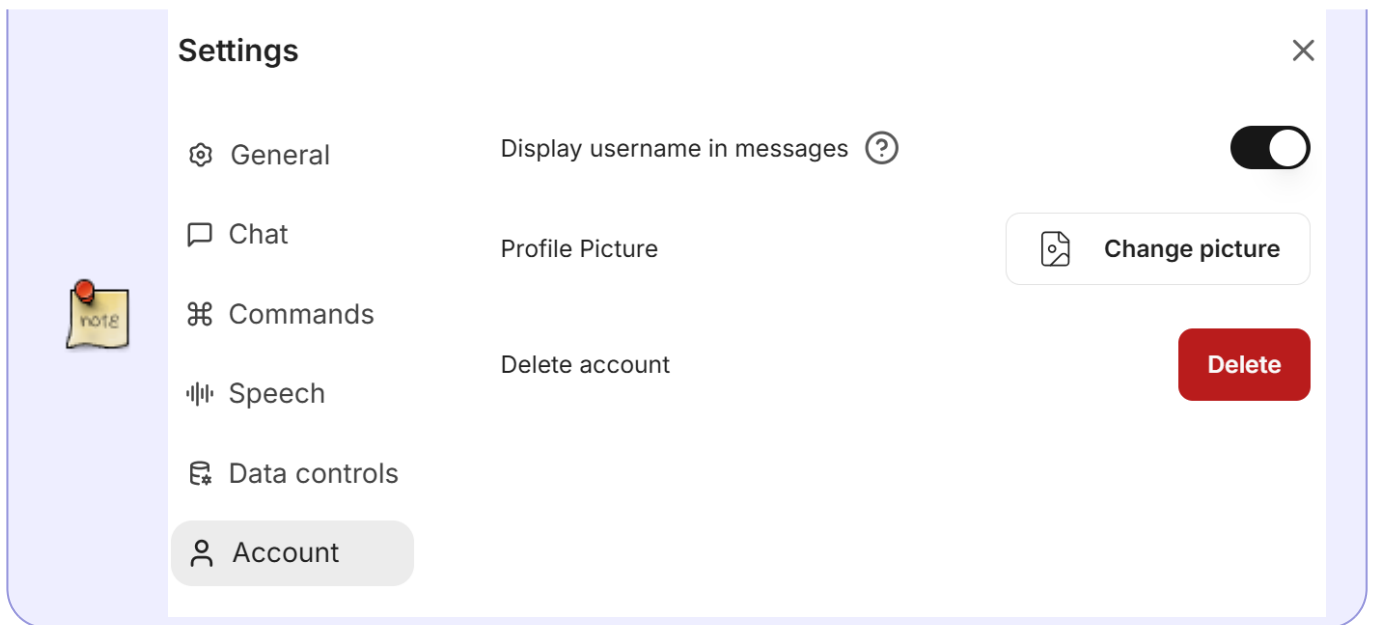 Settings
General
Chat
Commands
Speech
Data controls
Account
Display username in messages
Profile Picture
Change picture
Delete account
Delete
note